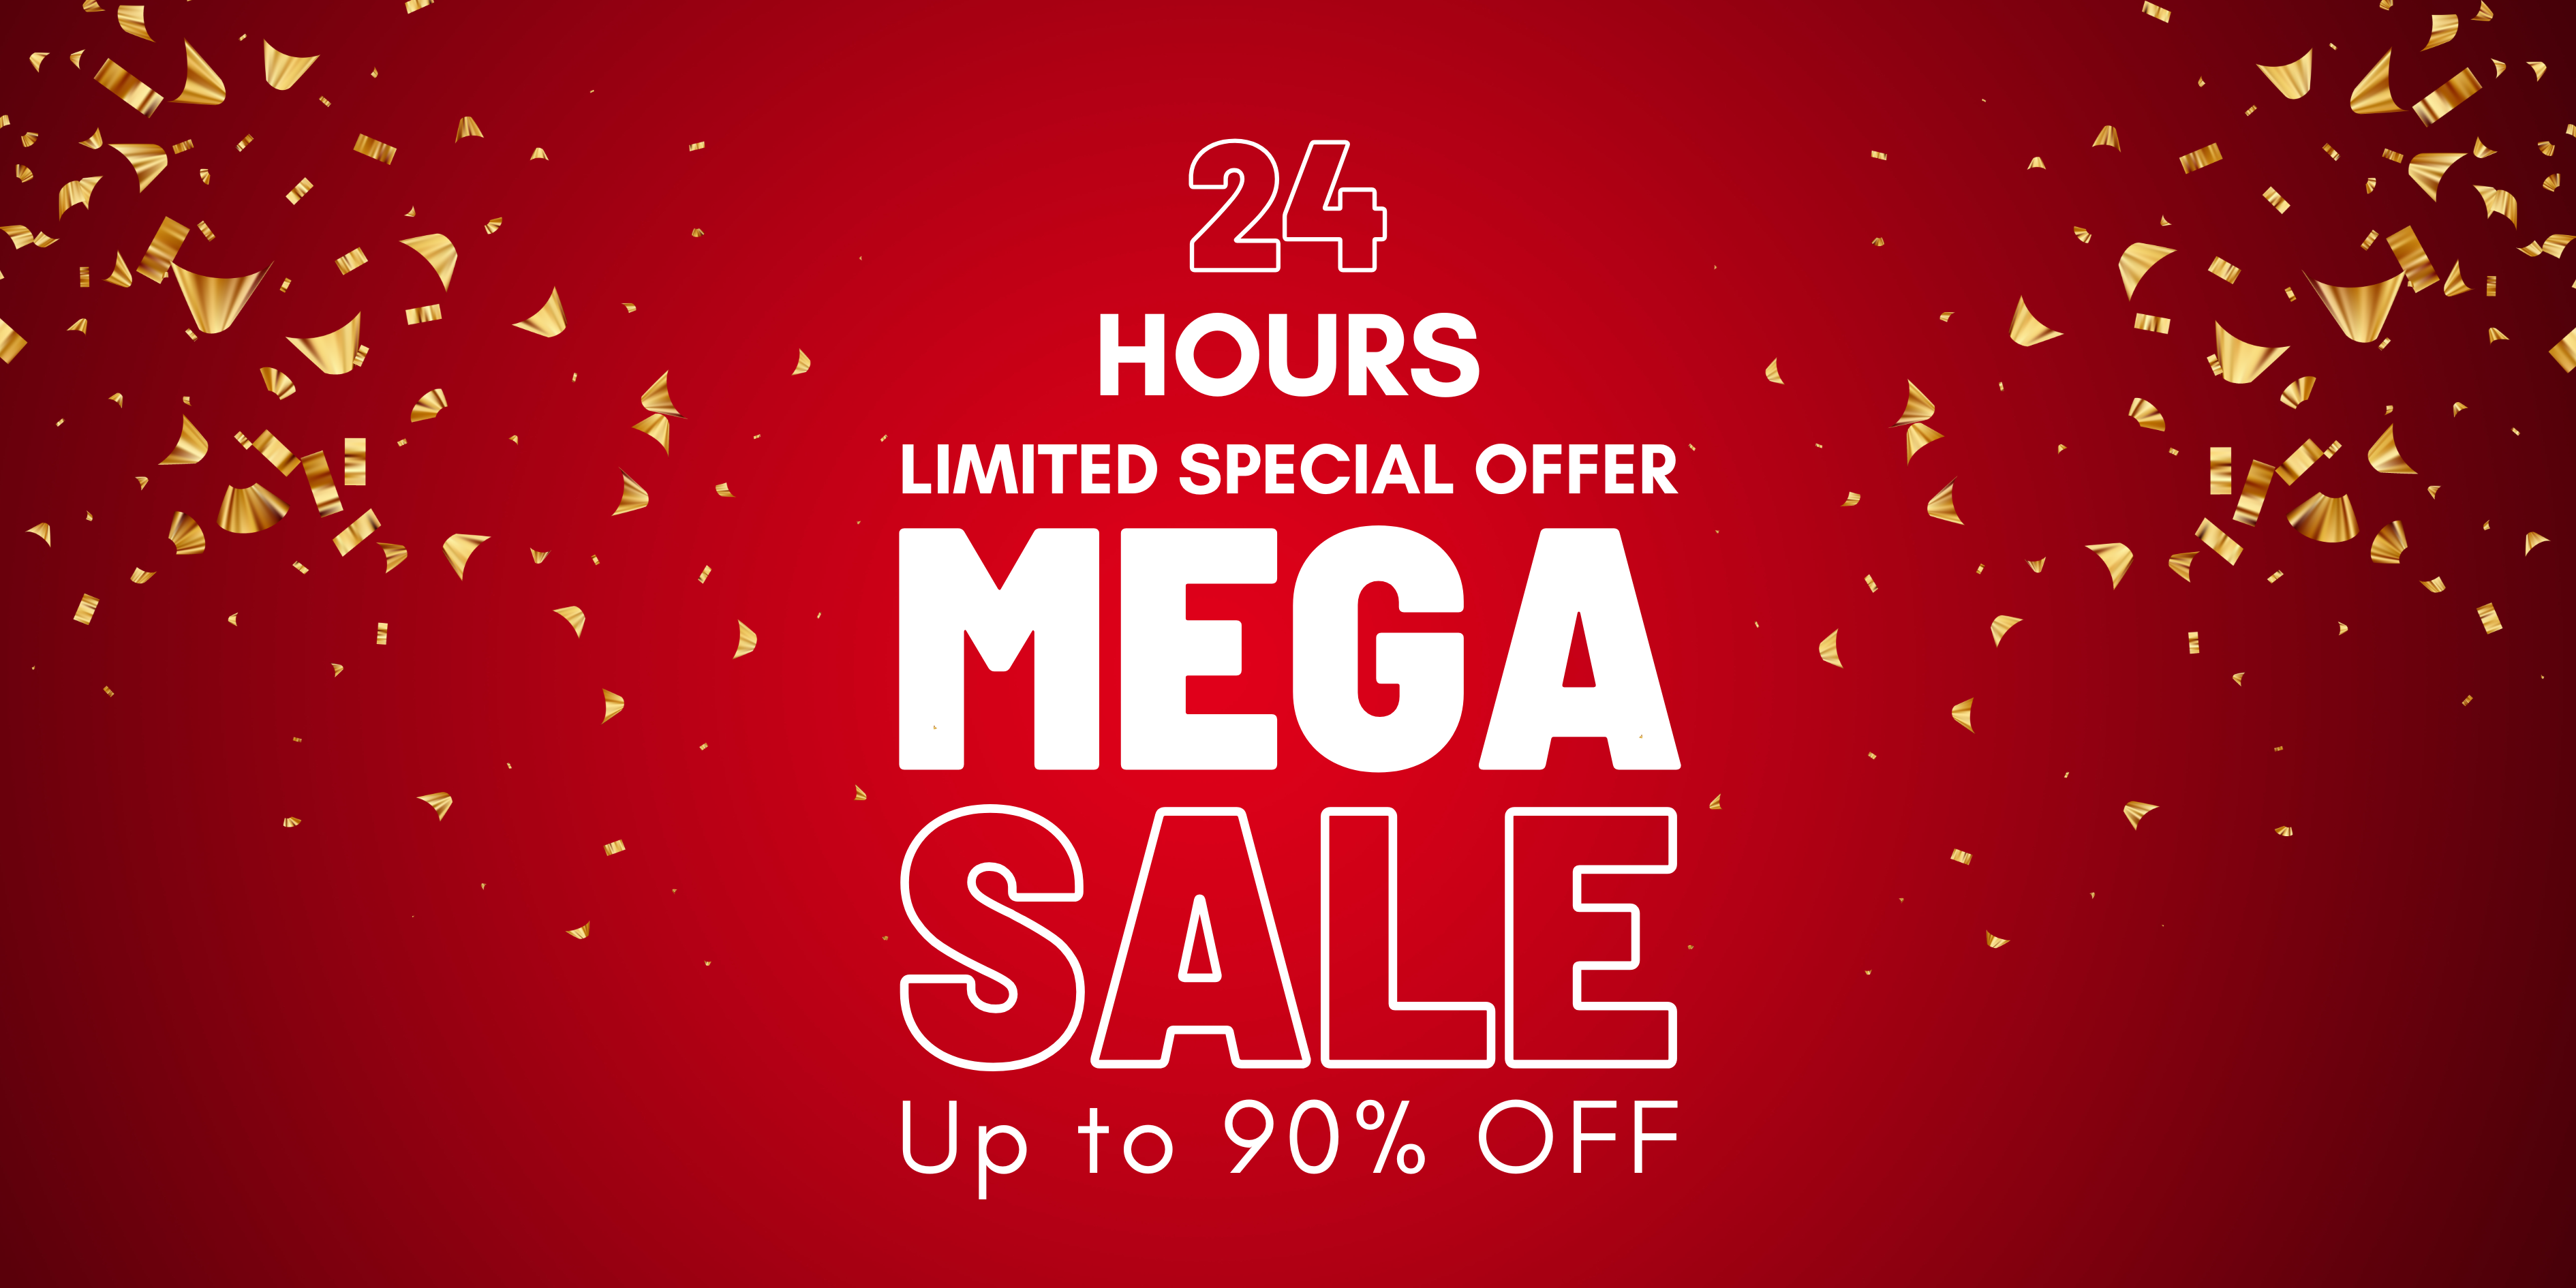 24
HOURS
LIMITED SPECIAL OFFER
MEGA
SALE
Up to 90% OFF